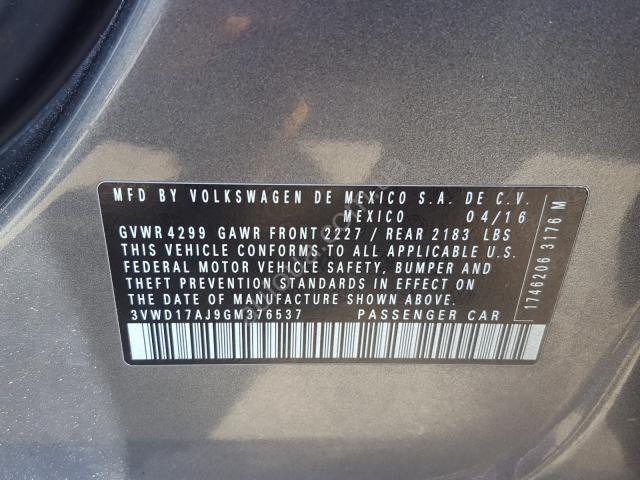 MFD BY VOLKSWAGEN DE MEXICO S.A. DE C.V.
MEXICO 04/16
GVWR 4299 GAWR FRONT 2227 / REAR 2183 LBS
THIS VEHICLE CONFORMS TO ALL APPLICABLE U.S.
FEDERAL MOTOR VEHICLE SAFETY, BUMPER AND
THEFT PREVENTION STANDARDS IN EFFECT ON
THE DATE OF MANUFACTURE SHOWN ABOVE.
3VWD17AJ9GM376537 PASSENGER CAR
1746206 3176 M